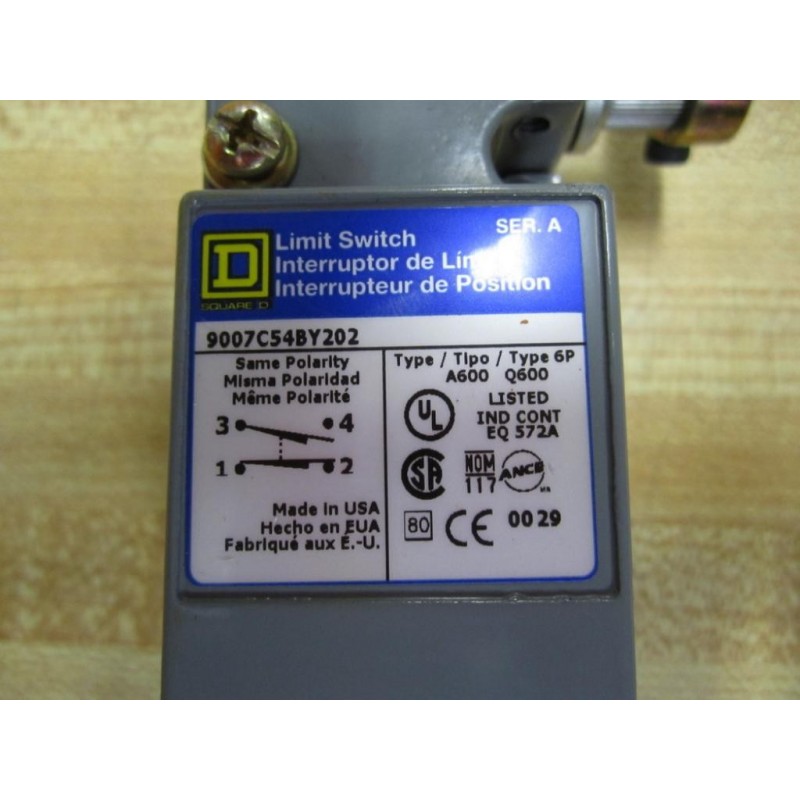 SER. A
D
SQUARE D
Limit Switch
Interruptor de Lím
Interrupteur de Position
9007C54BY202
Same Polarity
Misma Polaridad
Même Polarité
3 4
1 2
Made in USA
Hecho en EUA
Fabriqué aux É.-U.
Type / Tipo / Type 6P
A600 Q600
UL
LISTED
IND CONT
EQ 572A
SA
NOM
117
ANCE
80
CE
0029